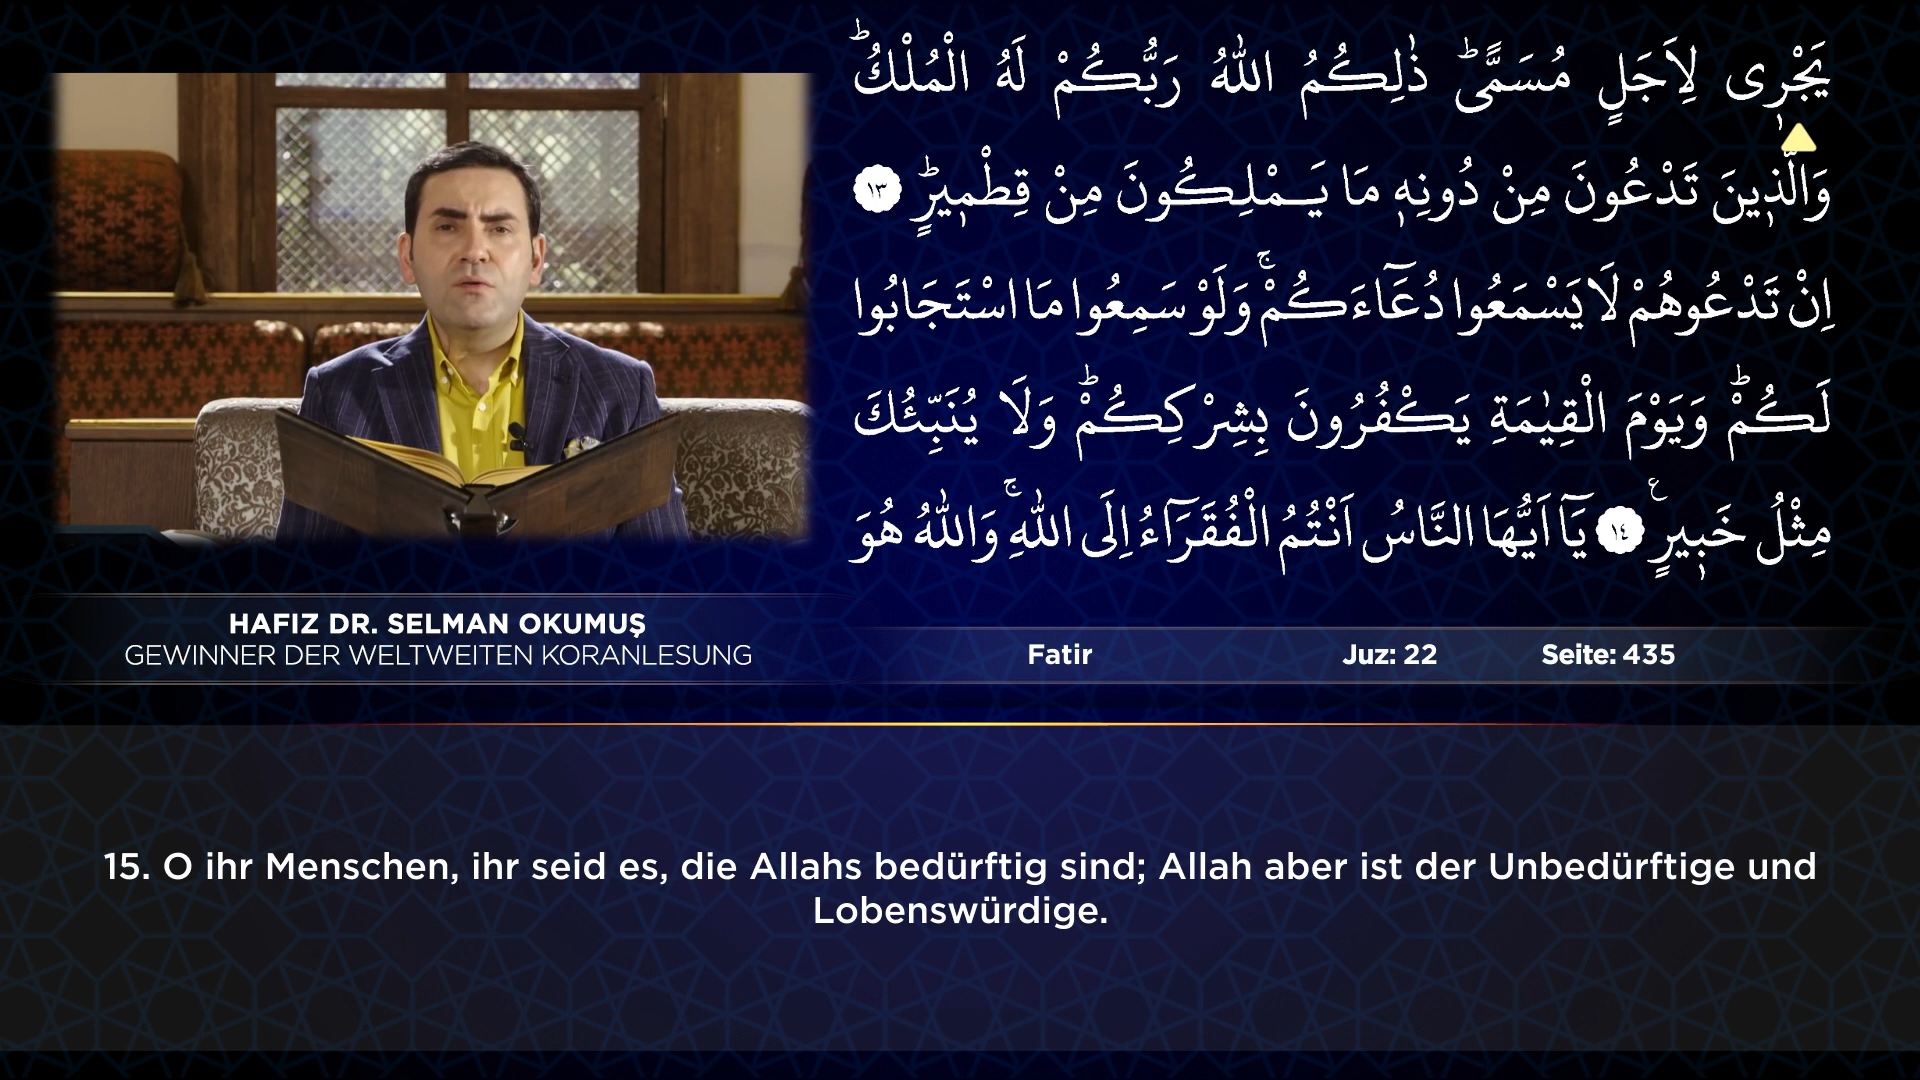 يَجْرٖى لِاَجَلٍ مُسَمًّىؕ ذٰلِكُمُ اللّٰهُ رَبُّكُمْ لَهُ الْمُلْكُؕ
وَالَّذٖينَ تَدْعُونَ مِنْ دُونِهٖ مَا يَمْلِكُونَ مِنْ قِطْمٖيرٍؕ ﴿١٣﴾
اِنْ تَدْعُوهُمْ لَا يَسْمَعُوا دُعَٓاءَكُمْۚ وَلَوْ سَمِعُوا مَا اسْتَجَابُوا
لَكُمْؕ وَيَوْمَ الْقِيٰمَةِ يَكْفُرُونَ بِشِرْكِكُمْؕ وَلَا يُنَبِّئُكَ
مِثْلُ خَبٖيرٍࣖ ﴿١٤﴾ يَٓا اَيُّهَا النَّاسُ اَنْتُمُ الْفُقَرَٓاءُ اِلَى اللّٰهِۚ وَاللّٰهُ هُوَ
HAFIZ DR. SELMAN OKUMUŞ
GEWINNER DER WELTWEITEN KORANLESUNG
Fatir Juz: 22 Seite: 435
15. O ihr Menschen, ihr seid es, die Allahs bedürftig sind; Allah aber ist der Unbedürftige und
Lobenswürdige.